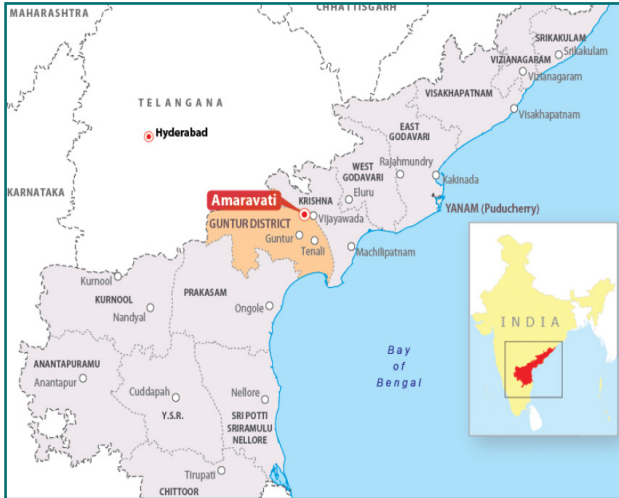 MAHARASHTRA
CHHATTISGARH
SRIKAKULAM
Srikakulam
VIZIANAGARAM
Vizianagaram
VISAKHAPATNAM
Visakhapatnam
TELANGANA
Hyderabad
EAST
GODAVARI
Rajahmundry
WEST
GODAVARI
Kakinada
KARNATAKA
Eluru
Amaravati
KRISHNA
YANAM (Puducherry)
Vijayawada
GUNTUR DISTRICT
Guntur
Tenali
Machilipatnam
Kurnool
KURNOOL
Nandyal
PRAKASAM
Ongole
INDIA
Bay
of
Bengal
ANANTAPURAMU
Anantapur
Cuddapah
Y.S.R.
Nellore
SRI POTTI
SRIRAMULU
NELLORE
Tirupati
CHITTOOR